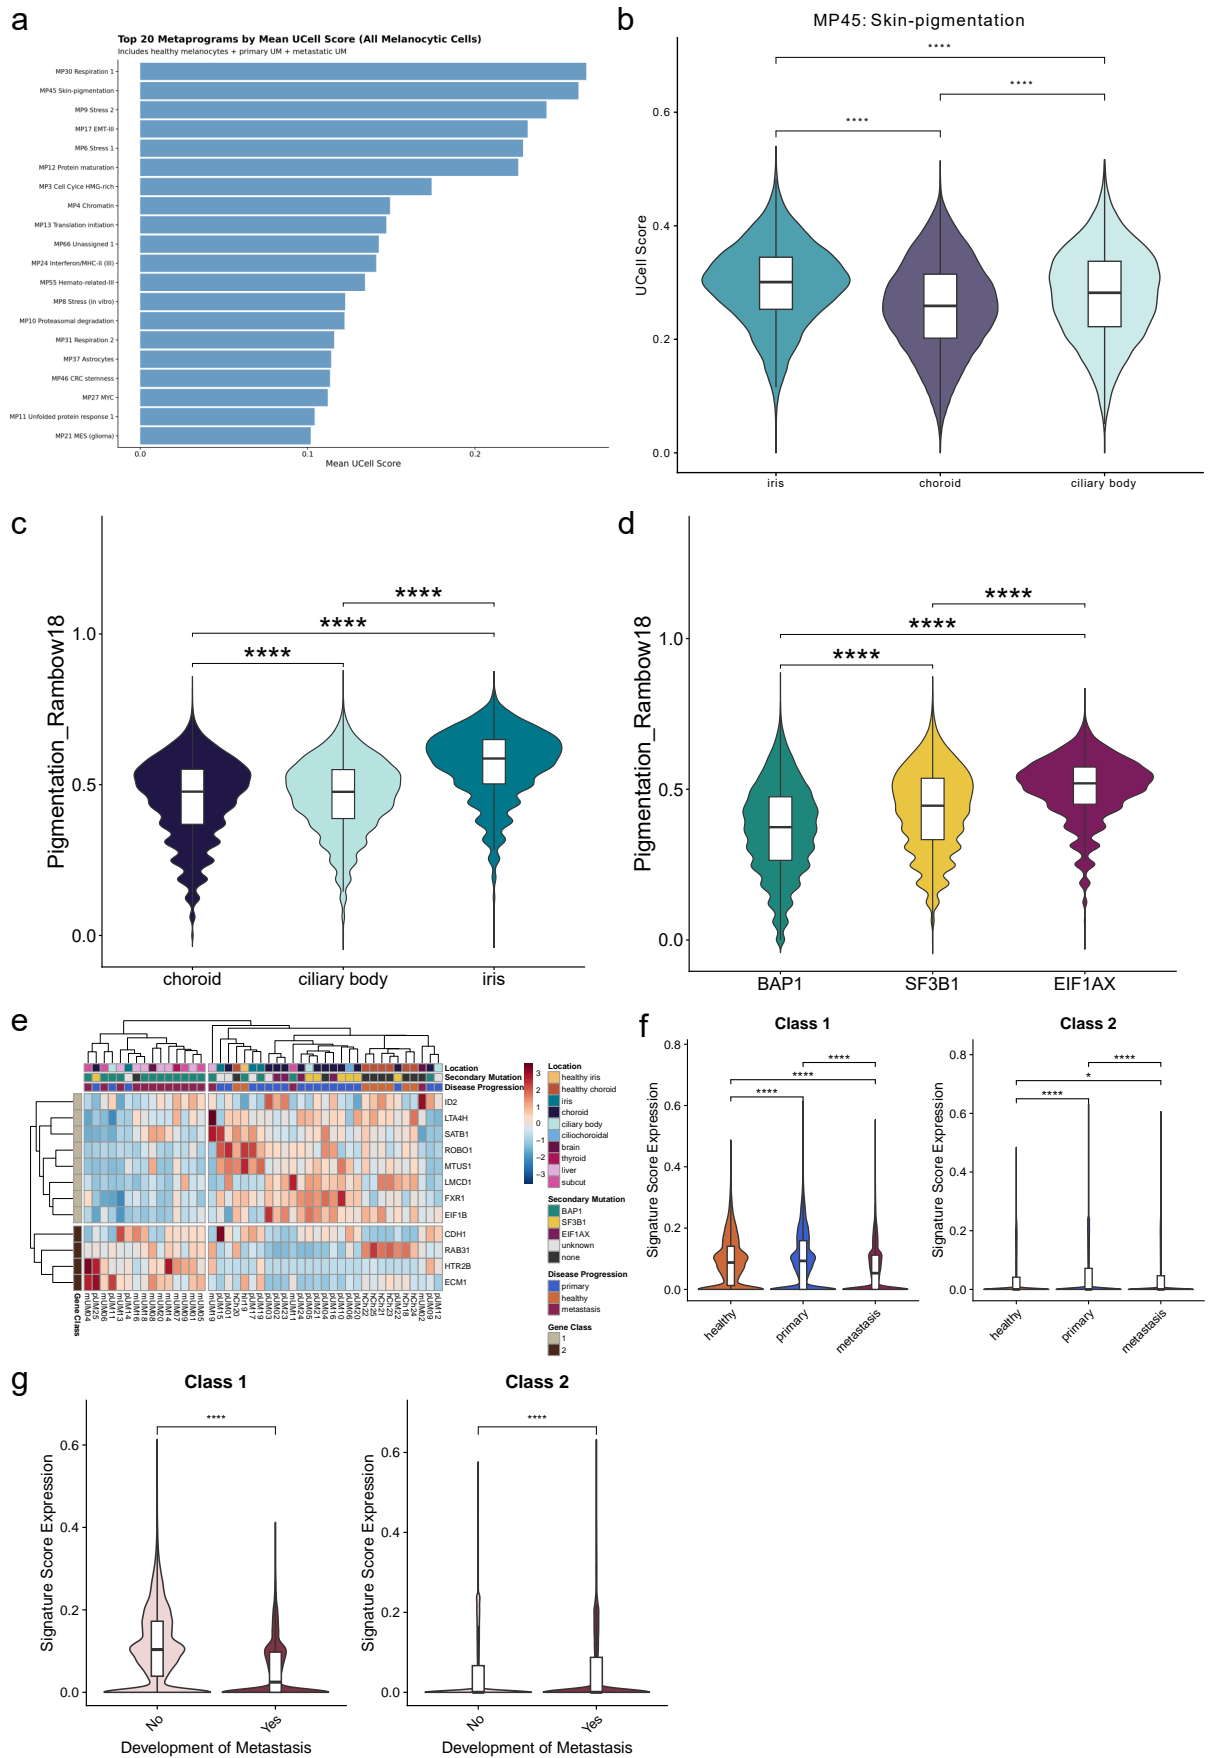 a
Top 20 Metaprograms by Mean UCell Score (All Melanocytic Cells)
Includes healthy melanocytes + primary UM + metastatic UM
MP30 Respiration 1
MP45 Skin-pigmentation
MP9 Stress 2
MP17 EMT-III
MP6 Stress 1
MP12 Protein maturation
MP3 Cell Cylce HMG-rich
MP4 Chromatin
MP13 Translation initiation
MP66 Unassigned 1
MP24 Interferon/MHC-II (III)
MP55 Hemato-related-III
MP8 Stress (in vitro)
MP10 Proteasomal degradation
MP31 Respiration 2
MP37 Astrocytes
MP46 CRC stemness
MP27 MYC
MP11 Unfolded protein response 1
MP21 MES (glioma)
0.0 0.1 0.2
Mean UCell Score
b
MP45: Skin-pigmentation
****
****
****
UCell Score
0.6
0.4
0.2
0.0
iris choroid ciliary body
c
Pigmentation_Rambow18
****
****
****
1.0
0.5
0.0
choroid ciliary body iris
d
Pigmentation_Rambow18
****
****
****
1.0
0.5
0.0
BAP1 SF3B1 EIF1AX
e
Location
Secondary Mutation
Disease Progression
ID2
LTA4H
SATB1
ROBO1
MTUS1
LMCD1
FXR1
EIF1B
CDH1
RAB31
HTR2B
ECM1
Gene Class
3
2
1
0
−1
−2
−3
Location
healthy iris
healthy choroid
iris
choroid
ciliary body
ciliochoroidal
brain
thyroid
liver
subcut
Secondary Mutation
BAP1
SF3B1
EIF1AX
unknown
none
Disease Progression
primary
healthy
metastasis
Gene Class
1
2
f
Class 1
Signature Score Expression
****
****
****
0.8
0.6
0.4
0.2
0.0
healthy primary metastasis
Class 2
Signature Score Expression
****
*
****
0.8
0.6
0.4
0.2
0.0
healthy primary metastasis
g
Class 1
Signature Score Expression
****
0.6
0.4
0.2
0.0
No Yes
Development of Metastasis
Class 2
Signature Score Expression
****
0.6
0.4
0.2
0.0
No Yes
Development of Metastasis